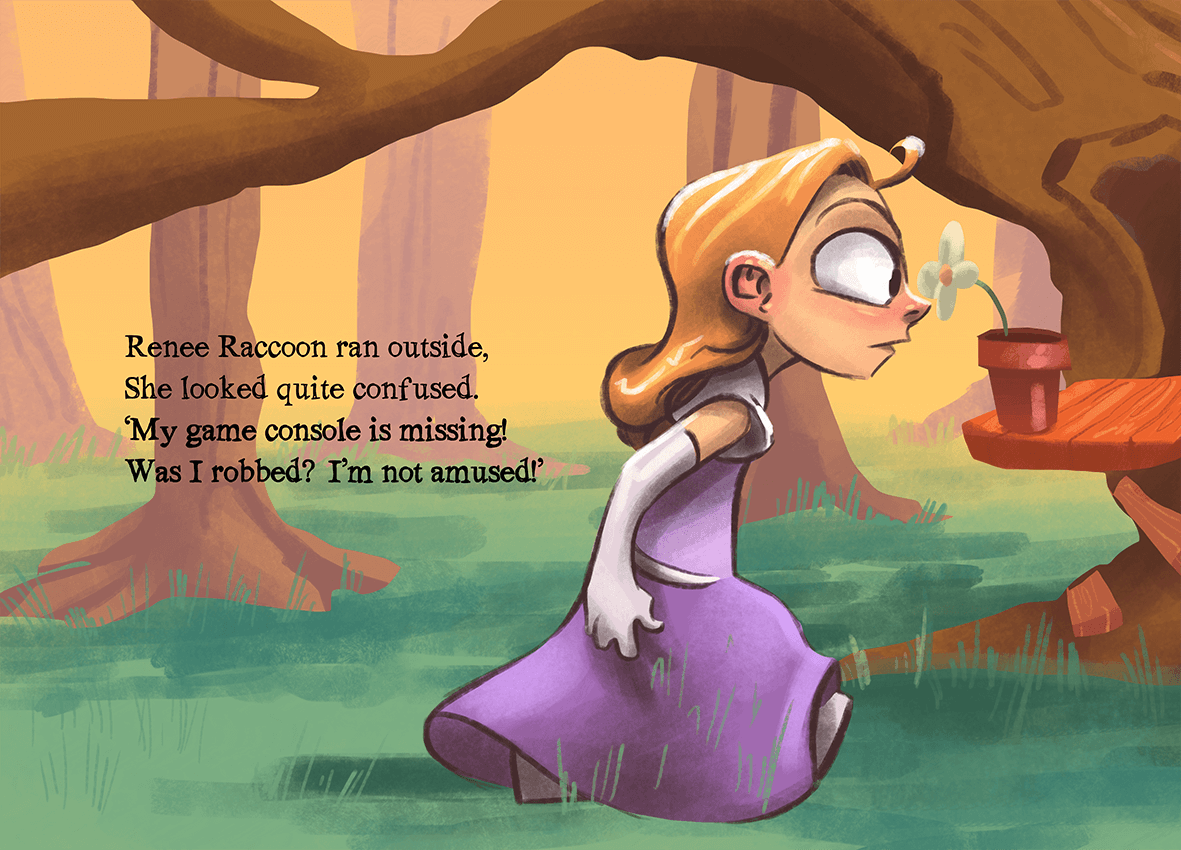 Renee Raccoon ran outside,
She looked quite confused.
‘My game console is missing!
Was I robbed? I’m not amused!’